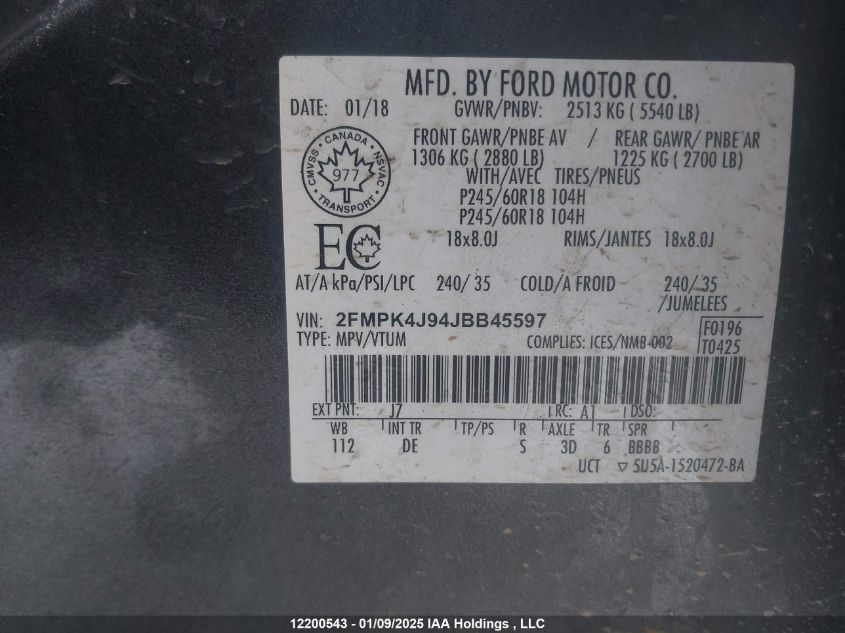 MFD. BY FORD MOTOR CO.
DATE: 01/18
GVWR/PNBV: 2513 KG ( 5540 LB)
FRONT GAWR/PNBE AV / REAR GAWR/ PNBE AR
1306 KG ( 2880 LB) 1225 KG ( 2700 LB)
WITH/AVEC TIRES/PNEUS
P245/60R18 104H
P245/60R18 104H
18x8.0J RIMS/JANTES 18x8.0J
CANADA
CMVSS NSVAC
977
TRANSPORT
EC
AT/A kPa/PSI/LPC 240/ 35 COLD/A FROID 240/ 35
/JUMELEES
VIN: 2FMPK4J94JBB45597
TYPE: MPV/VTUM COMPLIES: ICES/NMB-002
F0196
T0425
EXT PNT: J7 RC: A1 DSO:
WB INT TR TP/PS R AXLE TR SPR
112 DE S 3D 6 BBBB
UCT ▽ 5U5A-1520472-BA
12200543 - 01/09/2025 IAA Holdings , LLC